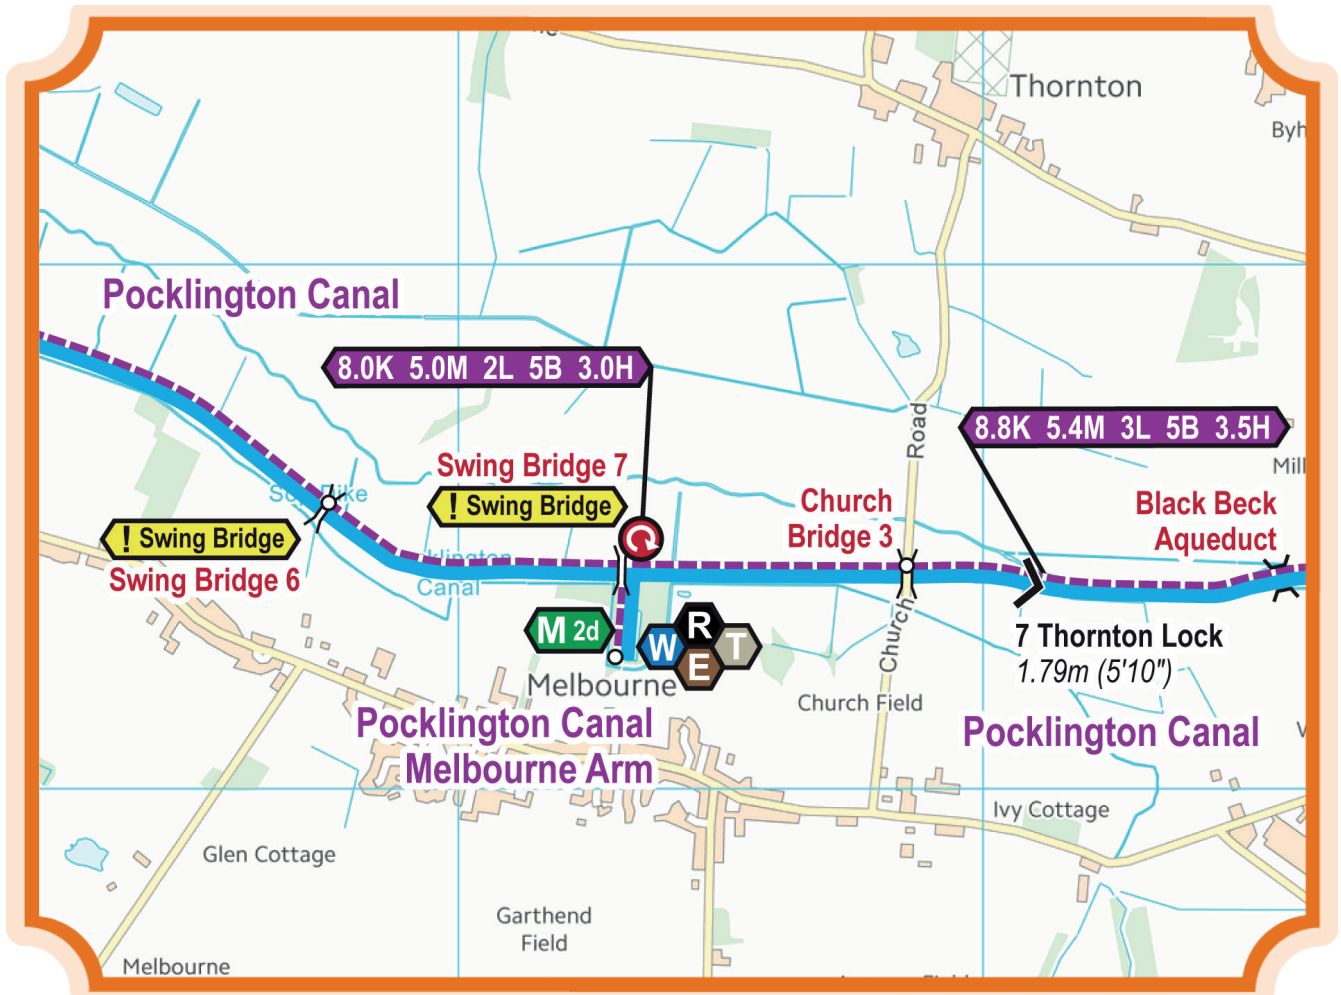 Thornton
Byh
Pocklington Canal
8.0K 5.0M 2L 5B 3.0H
8.8K 5.4M 3L 5B 3.5H
Road
Swing Bridge 7
! Swing Bridge
Mill
Church
Bridge 3
Black Beck
Aqueduct
! Swing Bridge
Swing Bridge 6
klington
Canal
M 2d
W R E T
Church
7 Thornton Lock
1.79m (5'10")
Melbourne
Church Field
Pocklington Canal
Melbourne Arm
Pocklington Canal
Ivy Cottage
Glen Cottage
Garthend
Field
Melbourne